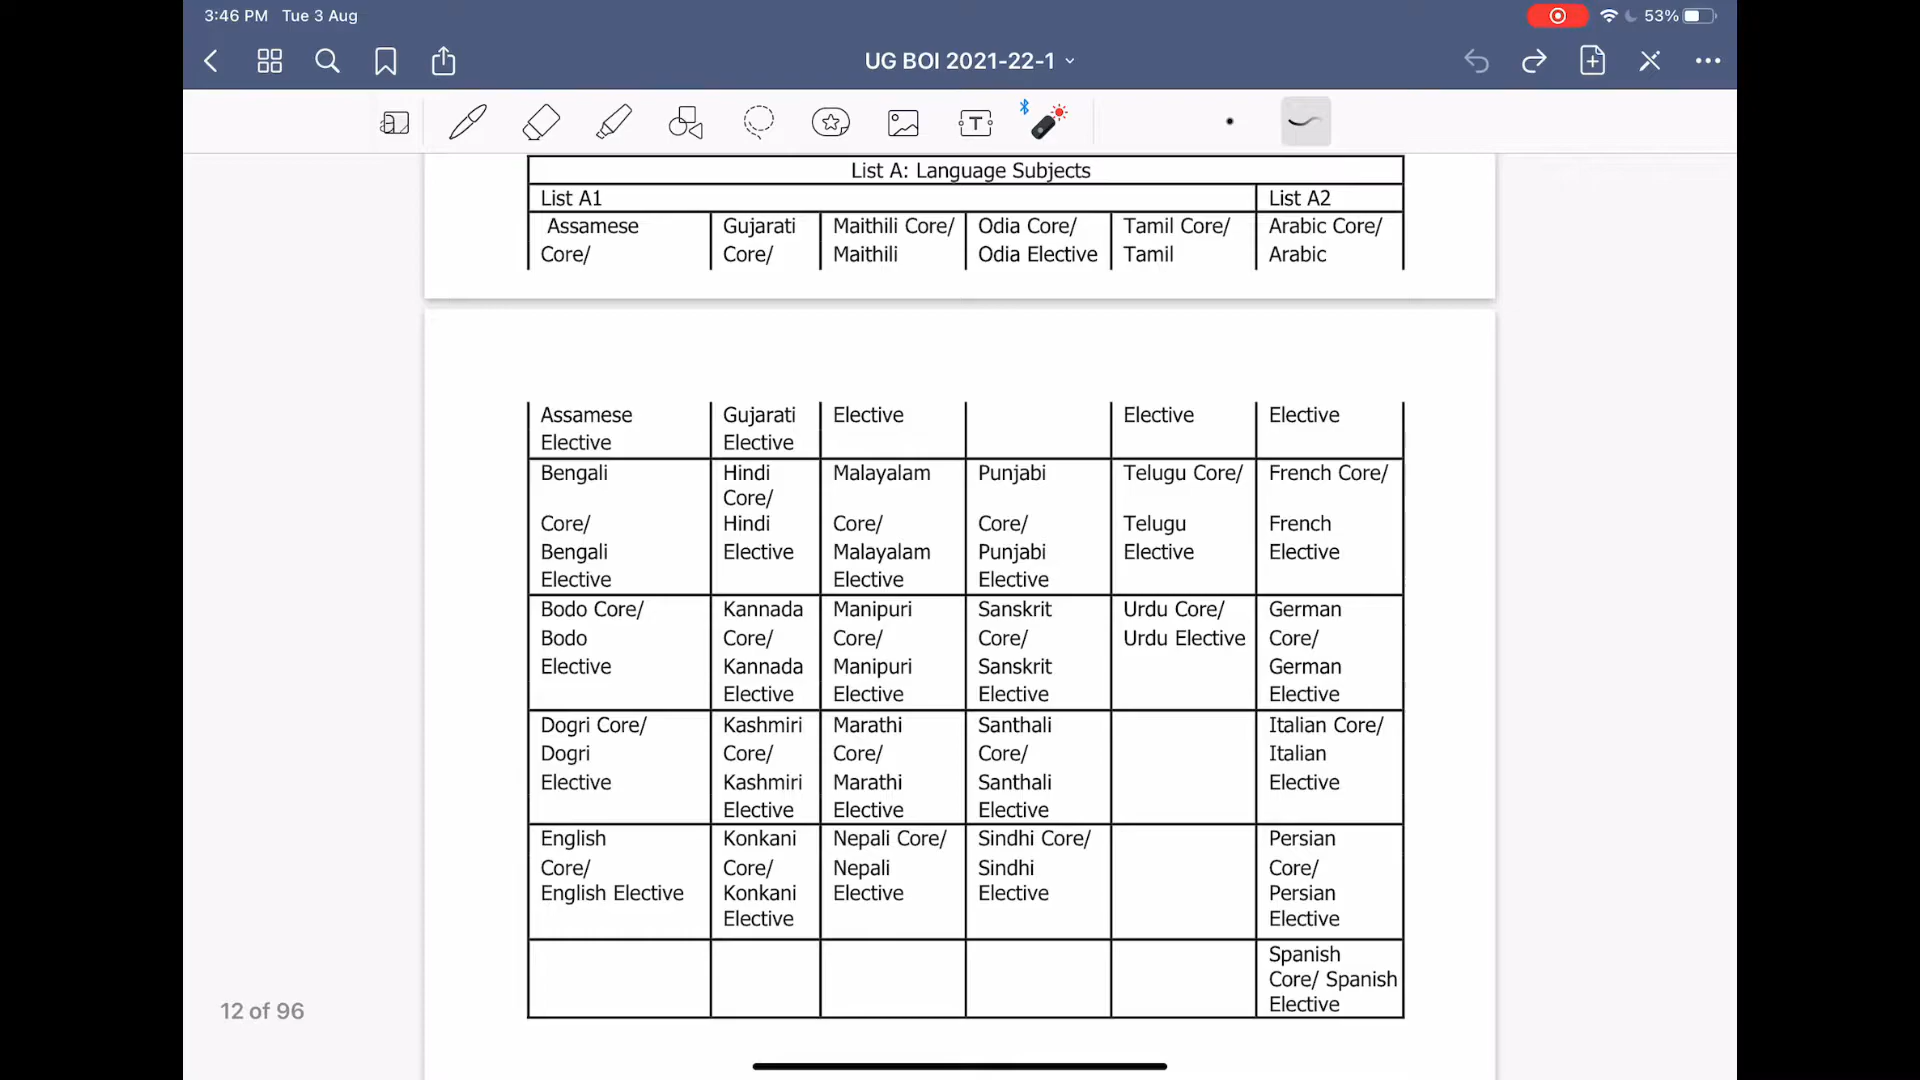 3:46 PM Tue 3 Aug
53%
UG BOI 2021-22-1
T
List A: Language Subjects
List A1 List A2
Assamese Gujarati Maithili Core/ Odia Core/ Tamil Core/ Arabic Core/
Core/ Core/ Maithili Odia Elective Tamil Arabic
Assamese Gujarati Elective Elective Elective
Elective Elective
Bengali Hindi Malayalam Punjabi Telugu Core/ French Core/
Core/
Core/ Hindi Core/ Core/ Telugu French
Bengali Elective Malayalam Punjabi Elective Elective
Elective Elective Elective
Bodo Core/ Kannada Manipuri Sanskrit Urdu Core/ German
Bodo Core/ Core/ Core/ Urdu Elective Core/
Elective Kannada Manipuri Sanskrit German
Elective Elective Elective Elective
Dogri Core/ Kashmiri Marathi Santhali Italian Core/
Dogri Core/ Core/ Core/ Italian
Elective Kashmiri Marathi Santhali Elective
Elective Elective Elective
English Konkani Nepali Core/ Sindhi Core/ Persian
Core/ Core/ Nepali Sindhi Core/
English Elective Konkani Elective Elective Persian
Elective Elective
Spanish
Core/ Spanish
Elective
12 of 96